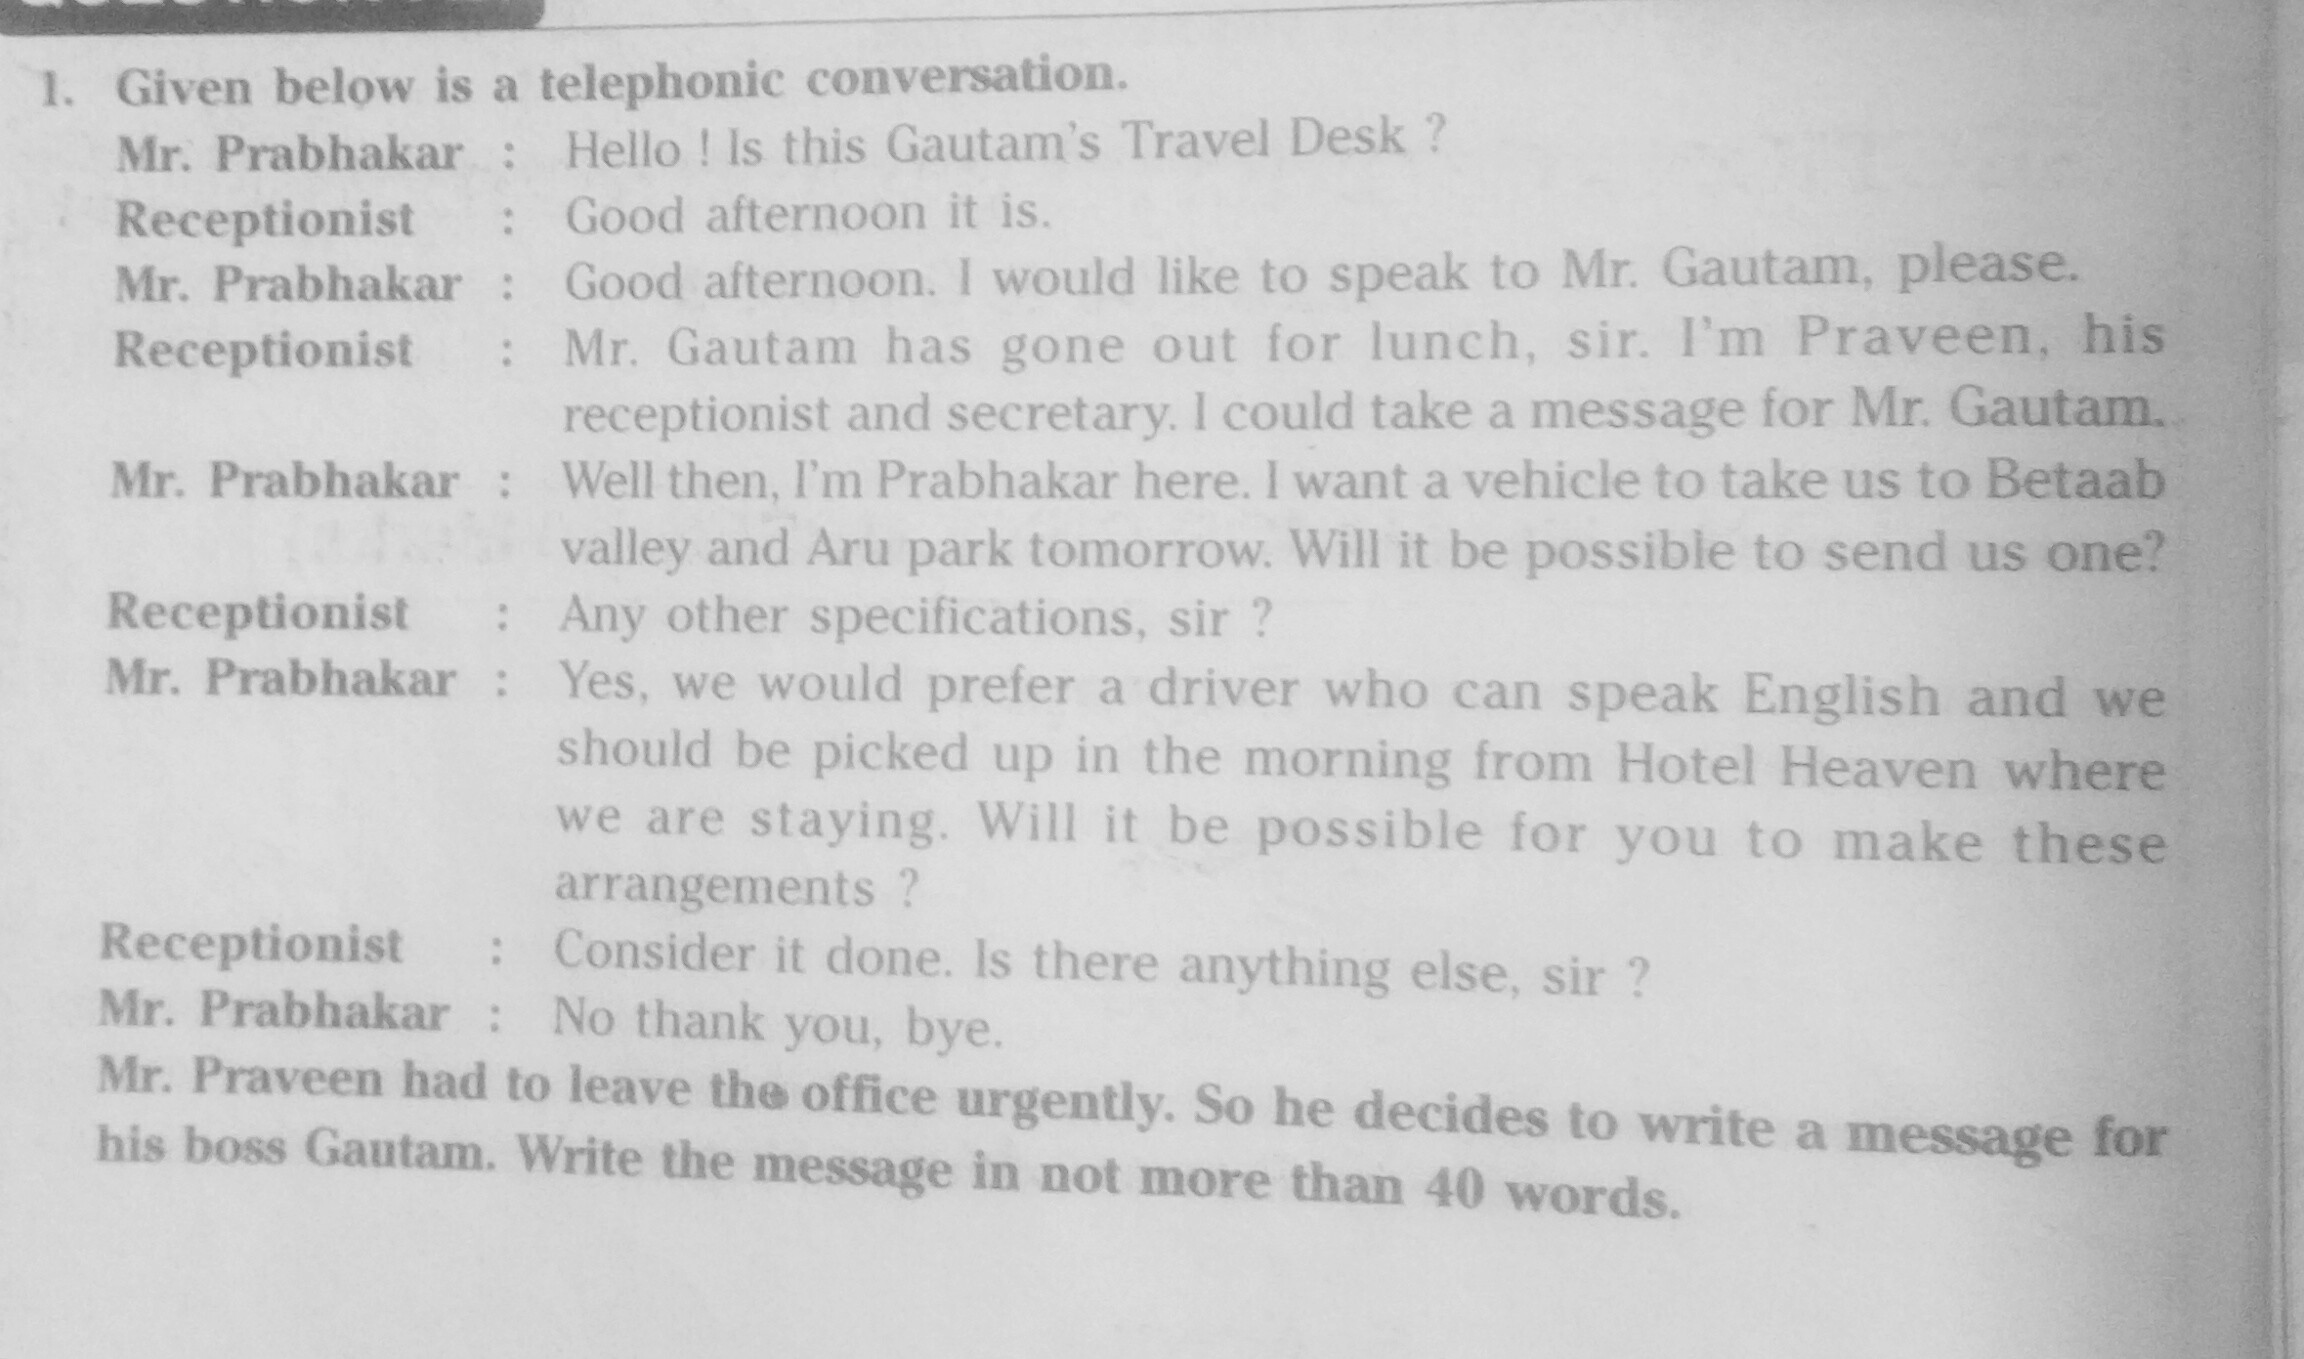 1. Given below is a telephonic conversation.
Mr. Prabhakar : Hello ! Is this Gautam's Travel Desk ?
Receptionist : Good afternoon it is.
Mr. Prabhakar : Good afternoon. I would like to speak to Mr. Gautam, please.
Receptionist : Mr. Gautam has gone out for lunch, sir. I'm Praveen, his
receptionist and secretary. I could take a message for Mr. Gautam.
Mr. Prabhakar : Well then, I'm Prabhakar here. I want a vehicle to take us to Betaab
valley and Aru park tomorrow. Will it be possible to send us one?
Receptionist : Any other specifications, sir ?
Mr. Prabhakar : Yes, we would prefer a driver who can speak English and we
should be picked up in the morning from Hotel Heaven where
we are staying. Will it be possible for you to make these
arrangements ?
Receptionist : Consider it done. Is there anything else, sir ?
Mr. Prabhakar : No thank you, bye.
Mr. Praveen had to leave the office urgently. So he decides to write a message for
his boss Gautam. Write the message in not more than 40 words.